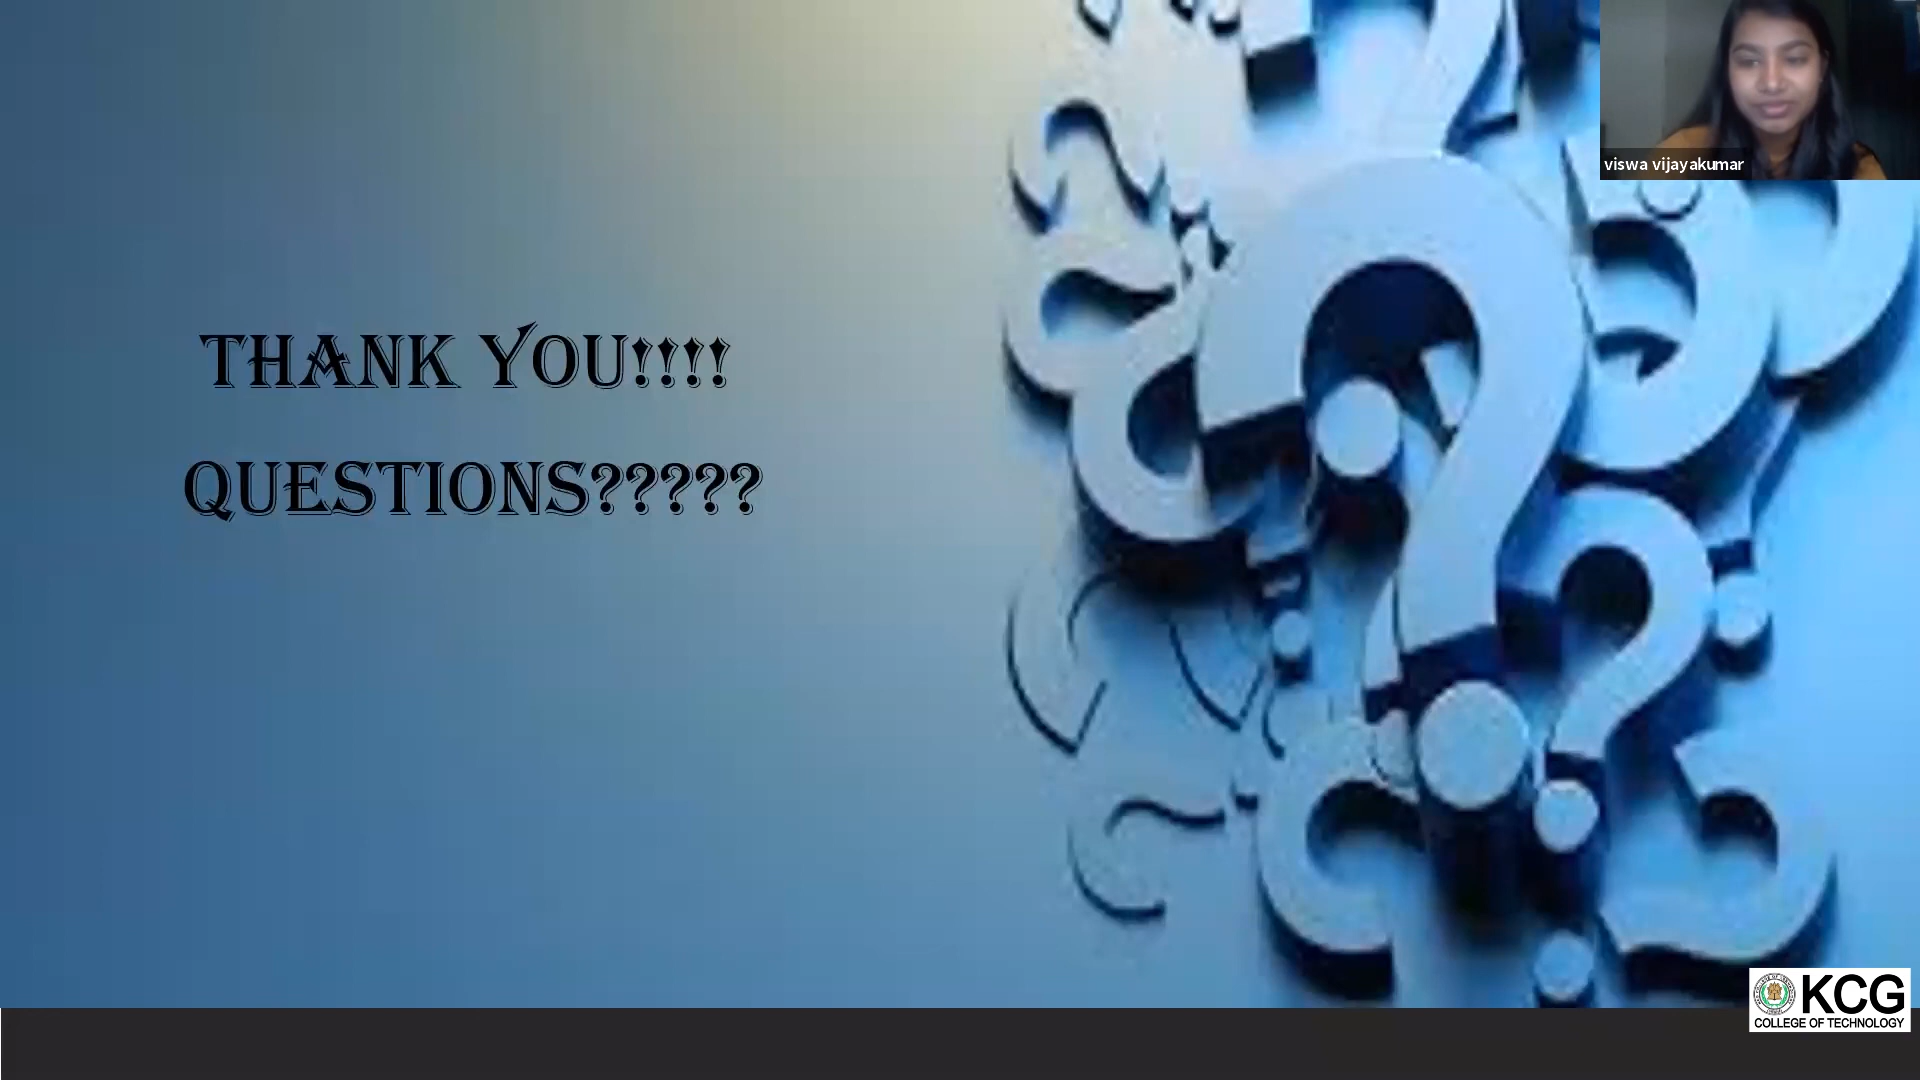 viswa vijayakumar
THANK YOU!!!!
QUESTIONS?????
KCG
COLLEGE OF TECHNOLOGY